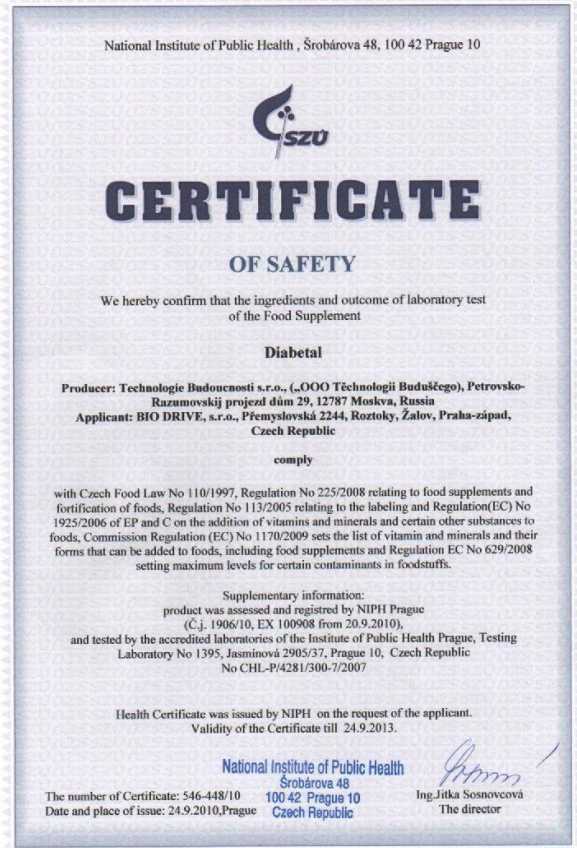 National Institute of Public Health , Šrobárova 48, 100 42 Prague 10
SZÚ
CERTIFICATE
OF SAFETY
We hereby confirm that the ingredients and outcome of laboratory test
of the Food Supplement
Diabetal
Producer: Technologie Budoucnosti s.r.o., („OOO Těchnologii Buduščego), Petrovsko-
Razumovskij projezd dům 29, 12787 Moskva, Russia
Applicant: BIO DRIVE, s.r.o., Přemyslovská 2244, Roztoky, Žalov, Praha-západ,
Czech Republic
comply
with Czech Food Law No 110/1997, Regulation No 225/2008 relating to food supplements and
fortification of foods, Regulation No 113/2005 relating to the labeling and Regulation(EC) No
1925/2006 of EP and C on the addition of vitamins and minerals and certain other substances to
foods, Commission Regulation (EC) No 1170/2009 sets the list of vitamin and minerals and their
forms that can be added to foods, including food supplements and Regulation EC No 629/2008
setting maximum levels for certain contaminants in foodstuffs.
Supplementary information:
product was assessed and registred by NIPH Prague
(Č.j. 1906/10, EX 100908 from 20.9.2010),
and tested by the accredited laboratories of the Institute of Public Health Prague, Testing
Laboratory No 1395, Jasmínová 2905/37, Prague 10, Czech Republic
No CHL-P/4281/300-7/2007
Health Certificate was issued by NIPH on the request of the applicant.
Validity of the Certificate till 24.9.2013.
National Institute of Public Health
Šrobárova 48
100 42 Prague 10
Czech Republic
The number of Certificate: 546-448/10
Date and place of issue: 24.9.2010,Prague
Ing.Jitka Sosnovcová
The director